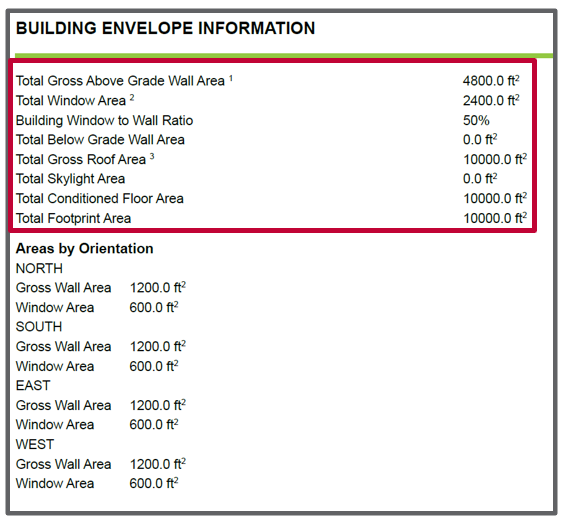 BUILDING ENVELOPE INFORMATION
Total Gross Above Grade Wall Area ¹ 4800.0 ft²
Total Window Area ² 2400.0 ft²
Building Window to Wall Ratio 50%
Total Below Grade Wall Area 0.0 ft²
Total Gross Roof Area ³ 10000.0 ft²
Total Skylight Area 0.0 ft²
Total Conditioned Floor Area 10000.0 ft²
Total Footprint Area 10000.0 ft²
Areas by Orientation
NORTH
Gross Wall Area 1200.0 ft²
Window Area 600.0 ft²
SOUTH
Gross Wall Area 1200.0 ft²
Window Area 600.0 ft²
EAST
Gross Wall Area 1200.0 ft²
Window Area 600.0 ft²
WEST
Gross Wall Area 1200.0 ft²
Window Area 600.0 ft²